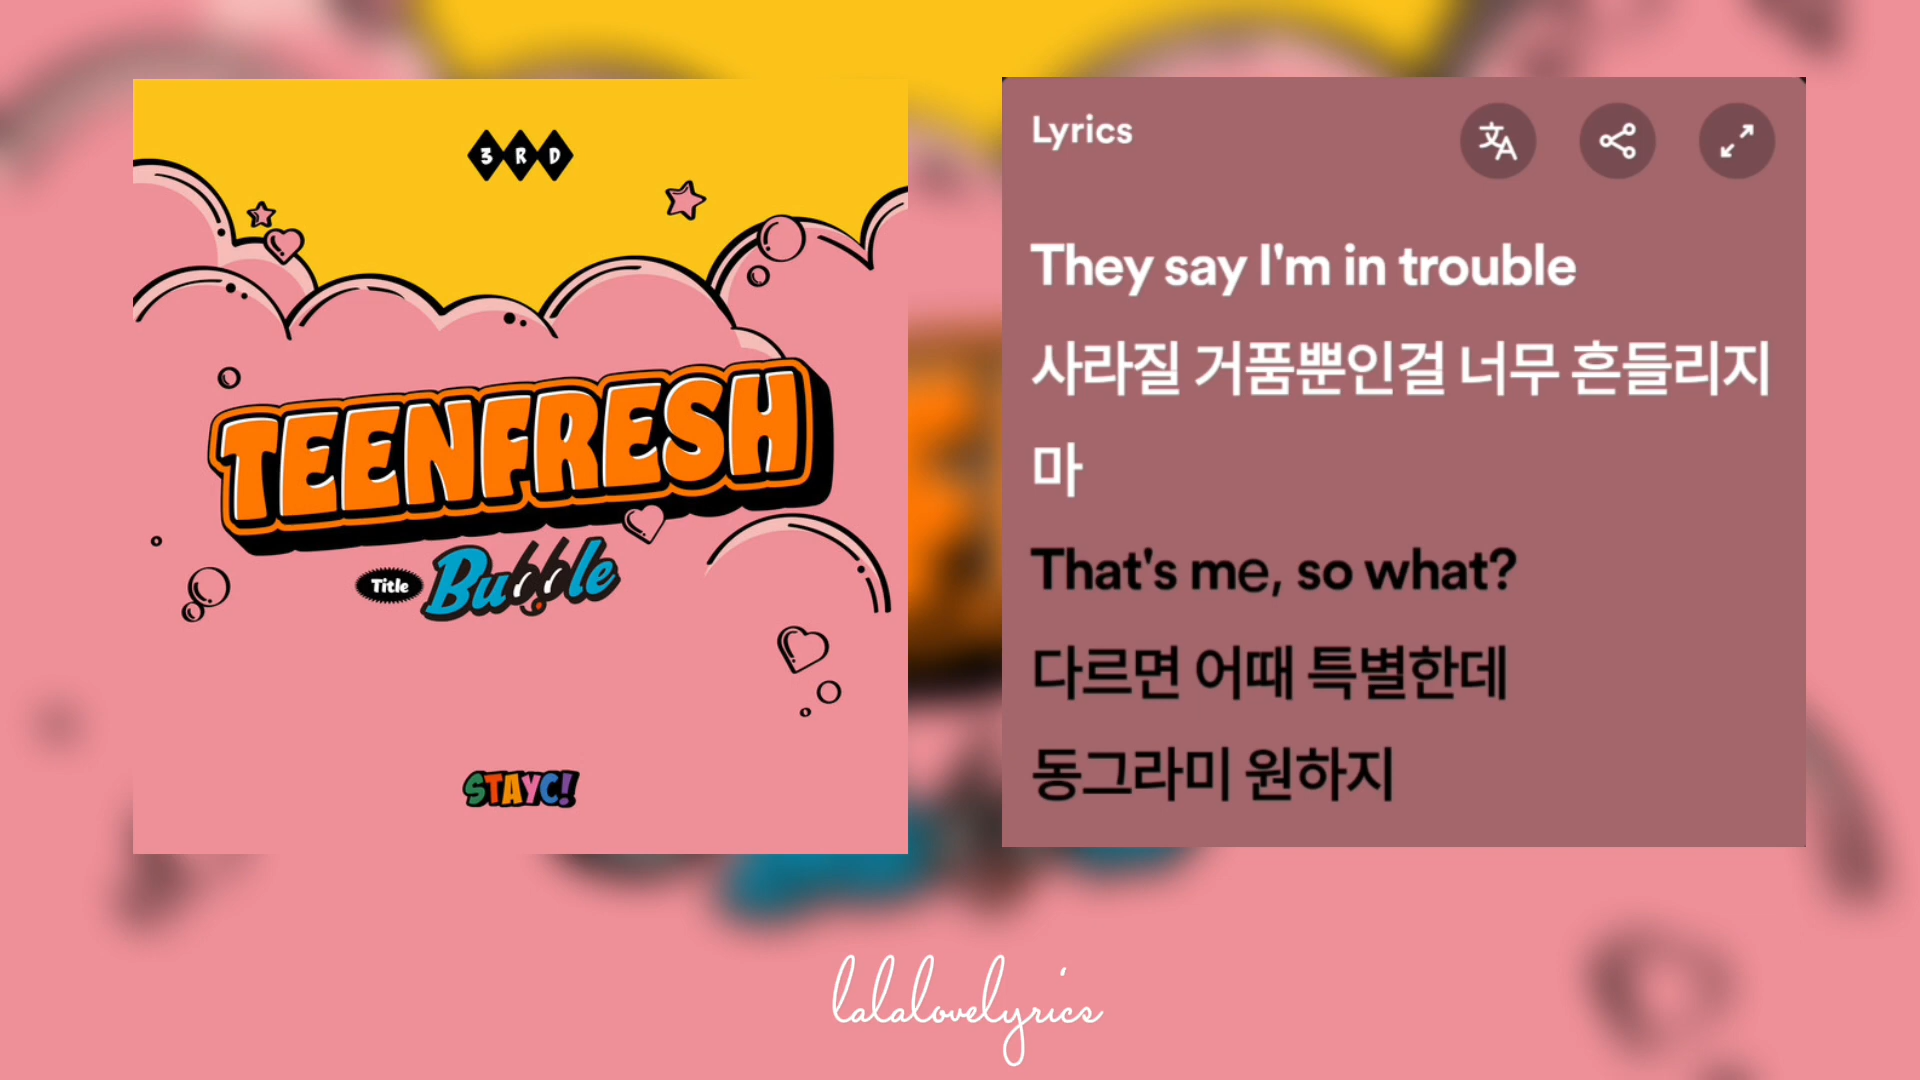 3RD
TEENFRESH
Title Bubble
STAYC!
Lyrics
They say I'm in trouble
사라질 거품뿐인걸 너무 흔들리지
마
That's me, so what?
다르면 어때 특별한데
동그라미 원하지
lalalovelyrics